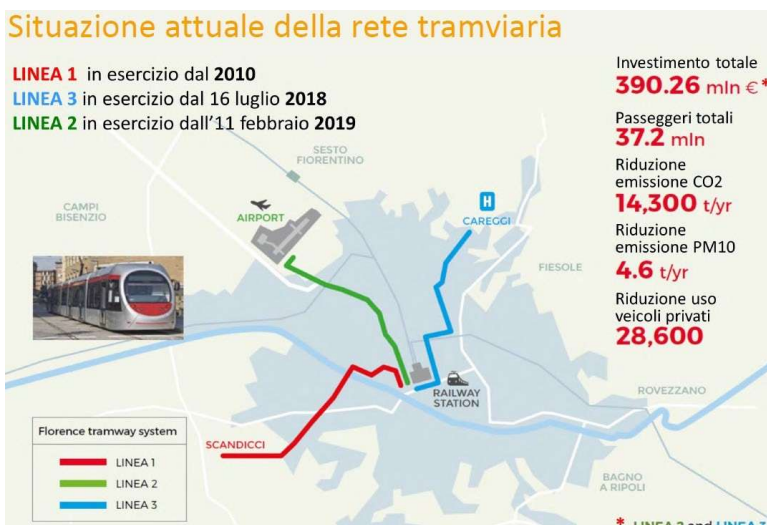 Situazione attuale della rete tramviaria
LINEA 1 in esercizio dal 2010
LINEA 3 in esercizio dal 16 luglio 2018
LINEA 2 in esercizio dall'11 febbraio 2019
Investimento totale
390.26 mln €*
Passeggeri totali
37.2 mln
Riduzione
emissione CO2
14,300 t/yr
Riduzione
emissione PM10
4.6 t/yr
Riduzione uso
veicoli privati
28,600
SESTO
FIORENTINO
CAMPI
BISENZIO
AIRPORT
H
CAREGGI
FIESOLE
RAILWAY
STATION
ROVEZZANO
SCANDICCI
BAGNO
A RIPOLI
Florence tramway system
LINEA 1
LINEA 2
LINEA 3